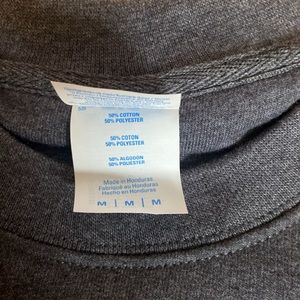 50% COTTON
50% POLYESTER
50% COTON
50% POLYESTER
50% ALGODON
50% POLIESTER
Made in Honduras
Fabriqué au Honduras
Hecho en Honduras
M | M | M